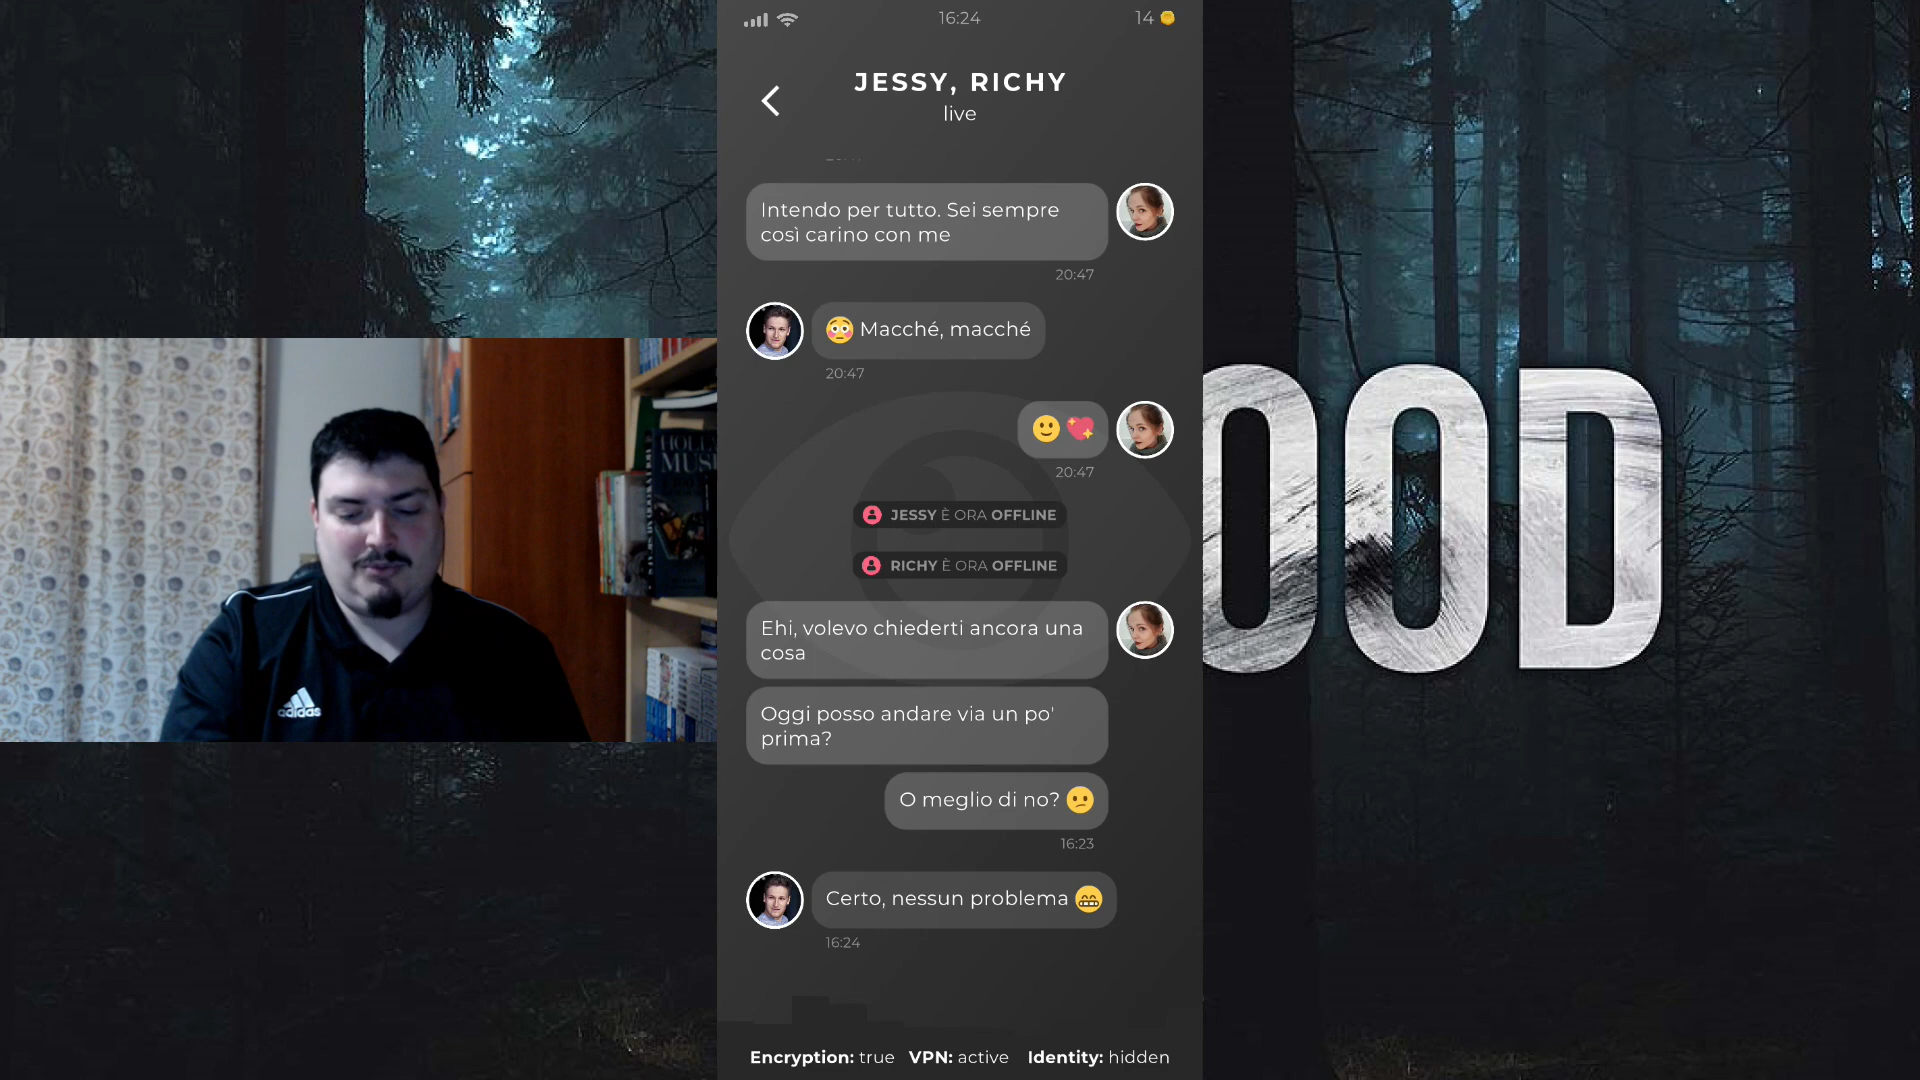 16:24
14
JESSY, RICHY
live
Intendo per tutto. Sei sempre
così carino con me
20:47
😳 Macché, macché
20:47
🙂 💖
20:47
JESSY È ORA OFFLINE
RICHY È ORA OFFLINE
Ehi, volevo chiederti ancora una
cosa
Oggi posso andare via un po'
prima?
O meglio di no? 🫤
16:23
Certo, nessun problema 😁
16:24
Encryption: true VPN: active Identity: hidden
adidas
OOD